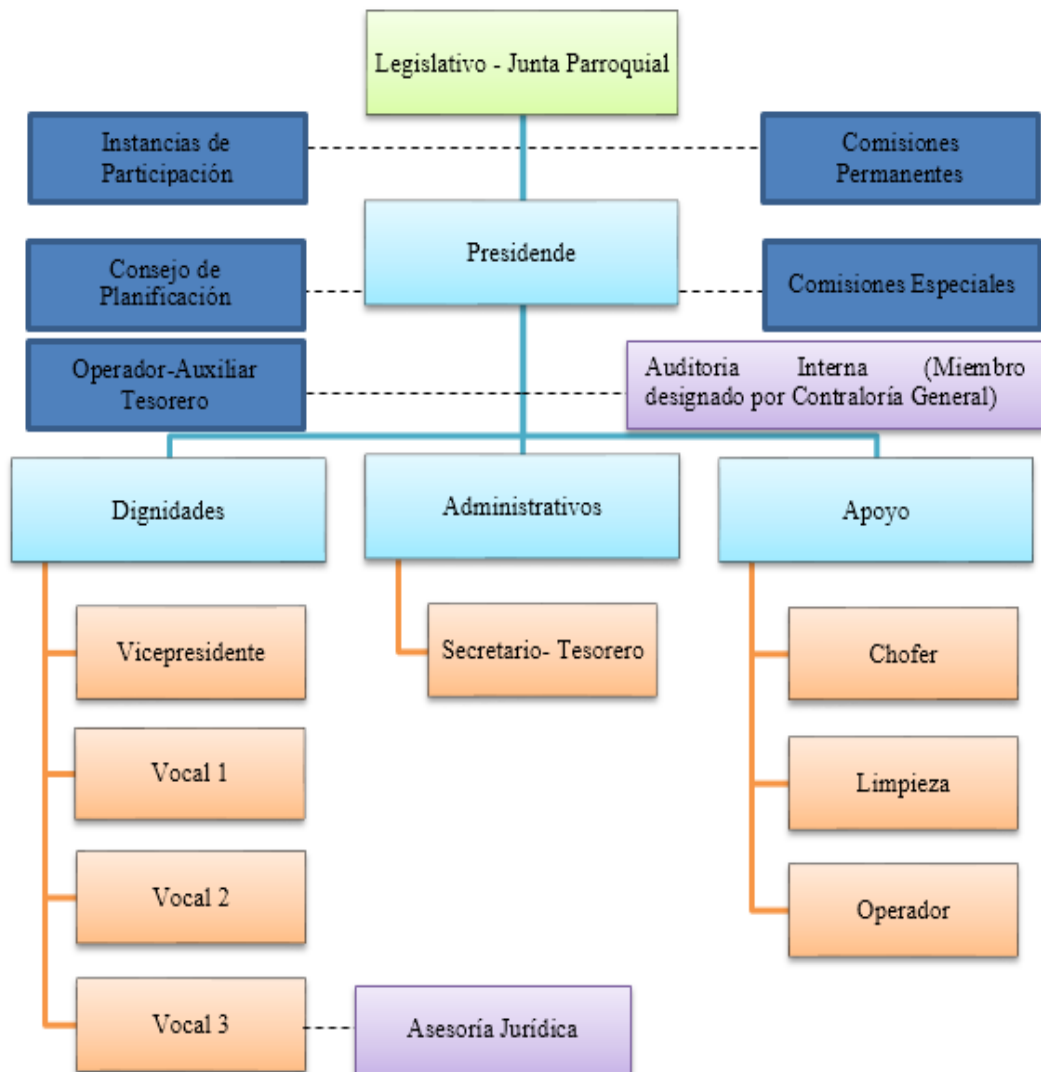 Legislativo - Junta Parroquial
Instancias de
Participación
Comisiones
Permanentes
Presidende
Consejo de
Planificación
Comisiones Especiales
Operador-Auxiliar
Tesorero
Auditoria Interna (Miembro
designado por Contraloría General)
Dignidades
Administrativos
Apoyo
Vicepresidente
Secretario- Tesorero
Chofer
Vocal 1
Limpieza
Vocal 2
Operador
Vocal 3
Asesoría Jurídica